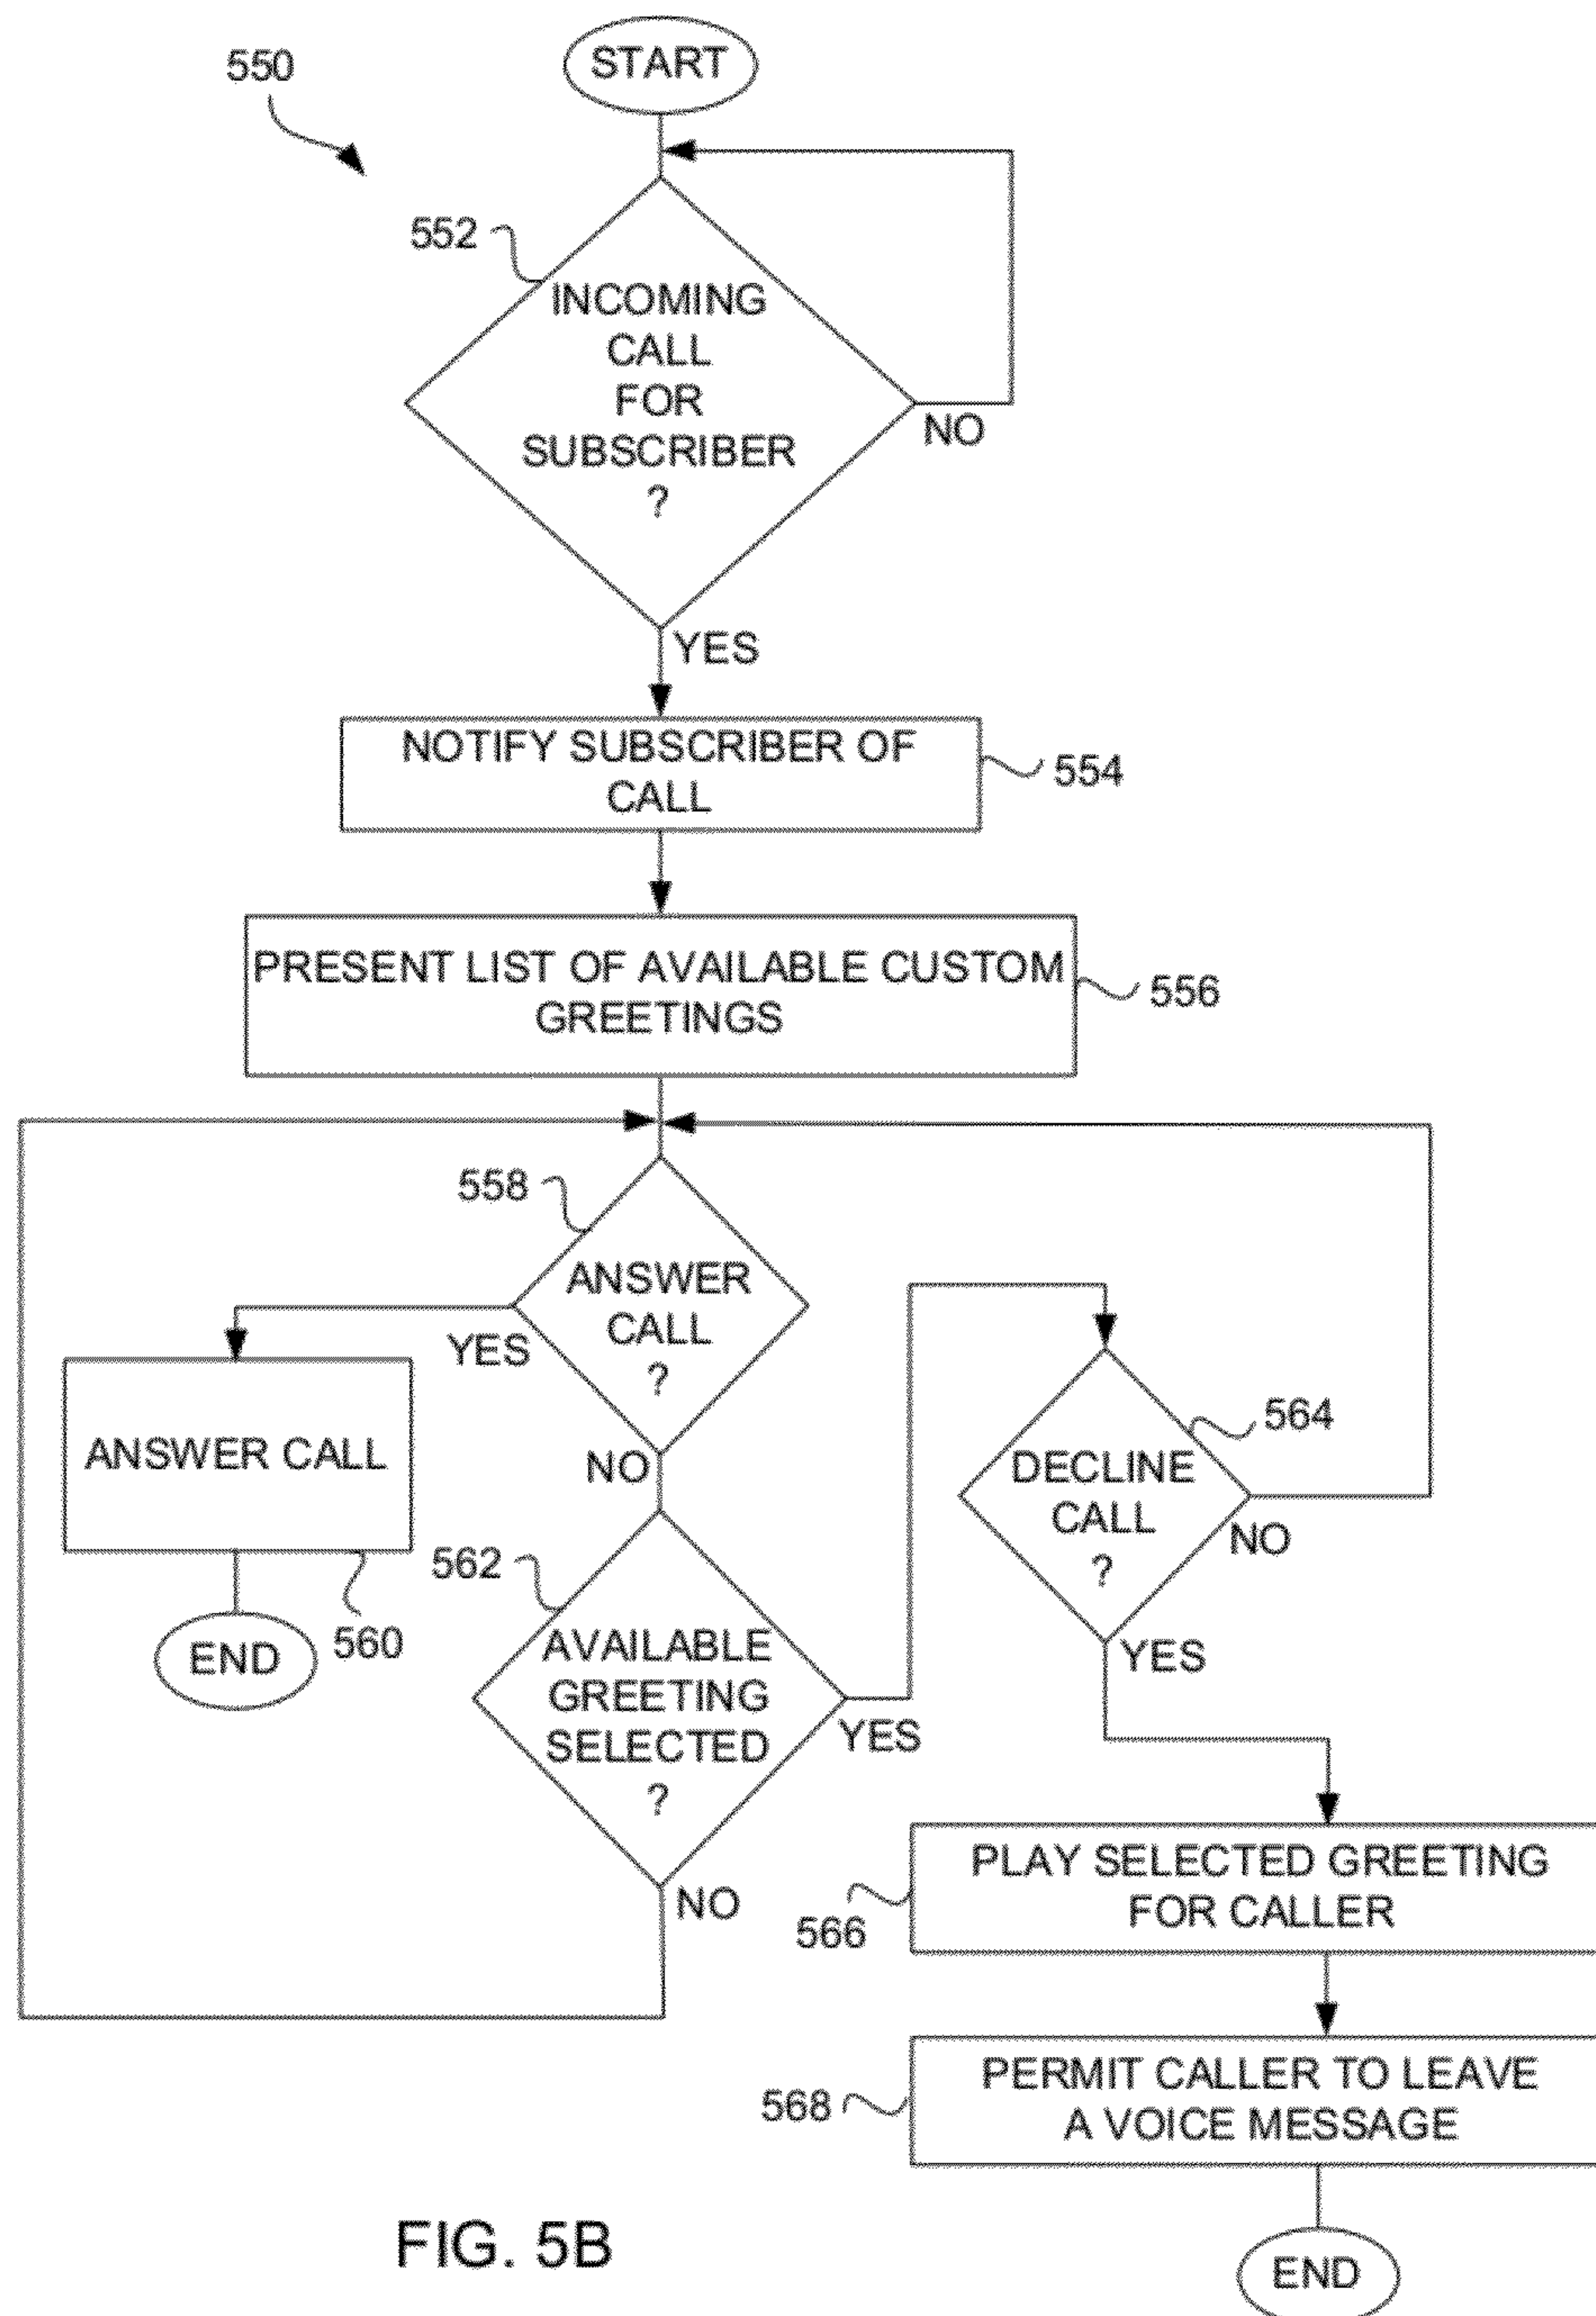 START
550
552
INCOMING
CALL
FOR
SUBSCRIBER
?
NO
YES
NOTIFY SUBSCRIBER OF
CALL
554
PRESENT LIST OF AVAILABLE CUSTOM
GREETINGS
556
558
ANSWER
CALL
?
YES
NO
ANSWER CALL
560
END
562
AVAILABLE
GREETING
SELECTED
?
YES
NO
564
DECLINE
CALL
?
NO
YES
PLAY SELECTED GREETING
FOR CALLER
566
PERMIT CALLER TO LEAVE
A VOICE MESSAGE
568
END
FIG. 5B